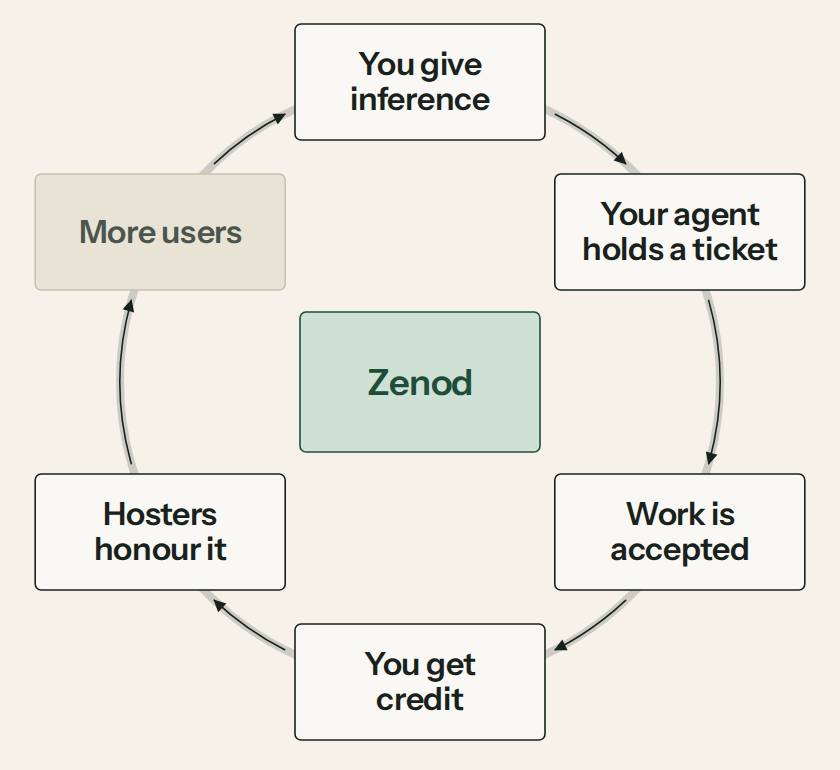 You give
inference
Your agent
holds a ticket
Work is
accepted
You get
credit
Hosters
honour it
More users
Zenod